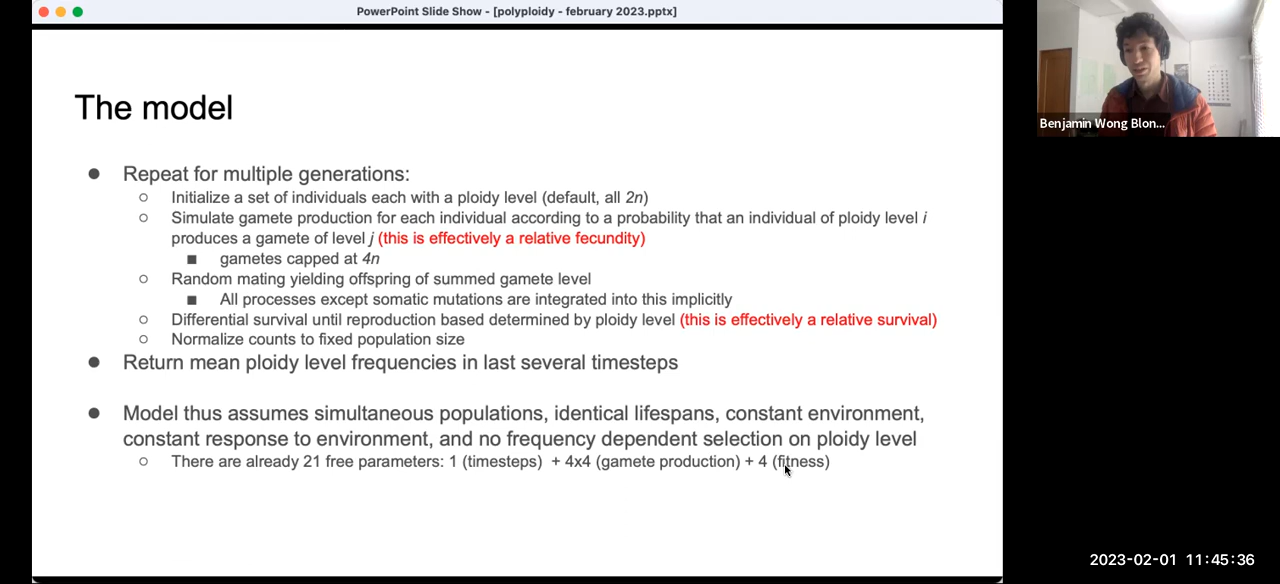 PowerPoint Slide Show - [polyploidy - february 2023.pptx]
The model
● Repeat for multiple generations:
○ Initialize a set of individuals each with a ploidy level (default, all 2n)
○ Simulate gamete production for each individual according to a probability that an individual of ploidy level i
produces a gamete of level j (this is effectively a relative fecundity)
■ gametes capped at 4n
○ Random mating yielding offspring of summed gamete level
■ All processes except somatic mutations are integrated into this implicitly
○ Differential survival until reproduction based determined by ploidy level (this is effectively a relative survival)
○ Normalize counts to fixed population size
● Return mean ploidy level frequencies in last several timesteps
● Model thus assumes simultaneous populations, identical lifespans, constant environment,
constant response to environment, and no frequency dependent selection on ploidy level
○ There are already 21 free parameters: 1 (timesteps) + 4x4 (gamete production) + 4 (fitness)
Benjamin Wong Blon...
2023-02-01 11:45:36